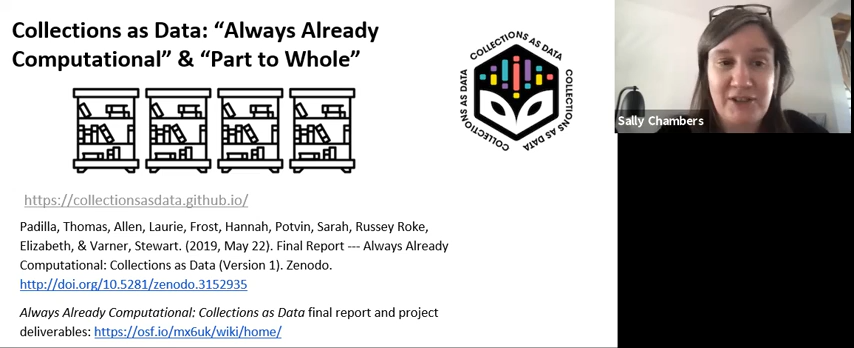 Collections as Data: “Always Already
Computational” & “Part to Whole”
COLLECTIONS AS DATA
COLLECTIONS AS DATA
COLLECTIONS AS DATA
COLLECTIONS AS DATA
Sally Chambers
https://collectionsasdata.github.io/
Padilla, Thomas, Allen, Laurie, Frost, Hannah, Potvin, Sarah, Russey Roke,
Elizabeth, & Varner, Stewart. (2019, May 22). Final Report --- Always Already
Computational: Collections as Data (Version 1). Zenodo.
http://doi.org/10.5281/zenodo.3152935
Always Already Computational: Collections as Data final report and project
deliverables: https://osf.io/mx6uk/wiki/home/